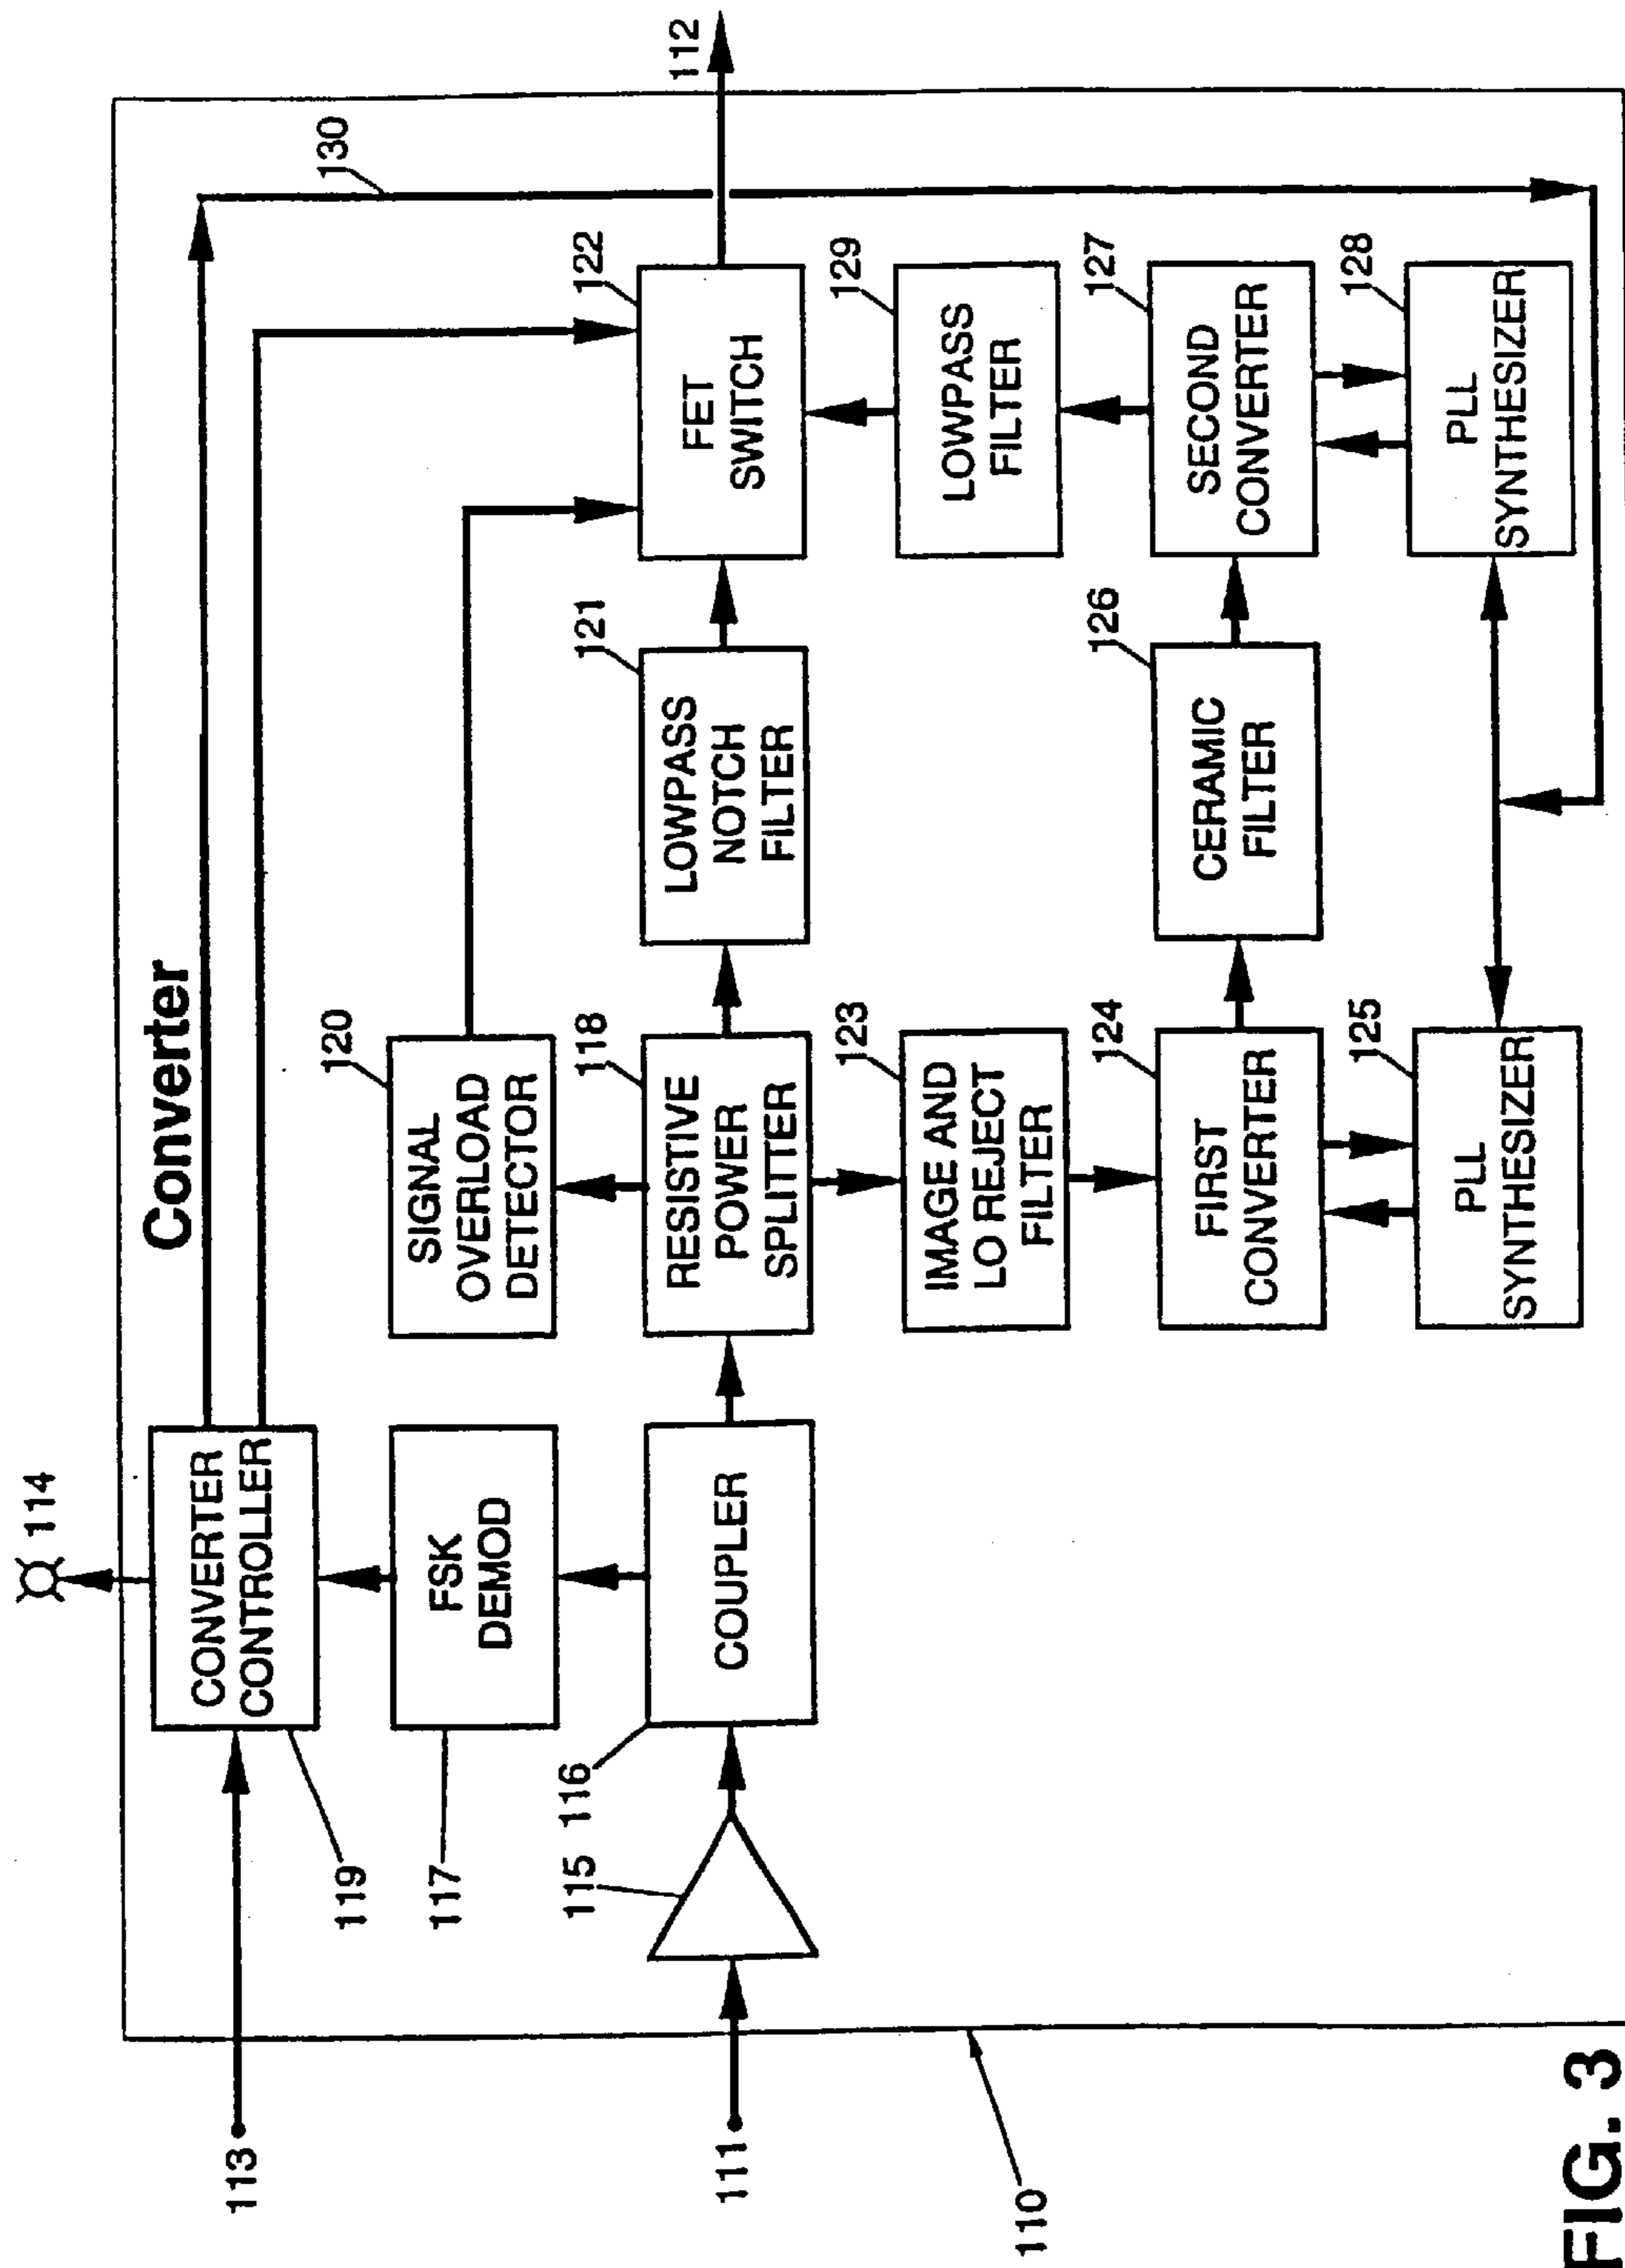 Converter
114
113
CONVERTER
CONTROLLER
119
130
117
FSK
DEMOD
120
SIGNAL
OVERLOAD
DETECTOR
111
115
116
COUPLER
118
RESISTIVE
POWER
SPLITTER
121
LOWPASS
NOTCH
FILTER
122
FET
SWITCH
112
123
IMAGE AND
LO REJECT
FILTER
129
LOWPASS
FILTER
124
FIRST
CONVERTER
126
CERAMIC
FILTER
127
SECOND
CONVERTER
125
PLL
SYNTHESIZER
128
PLL
SYNTHESIZER
110
FIG. 3